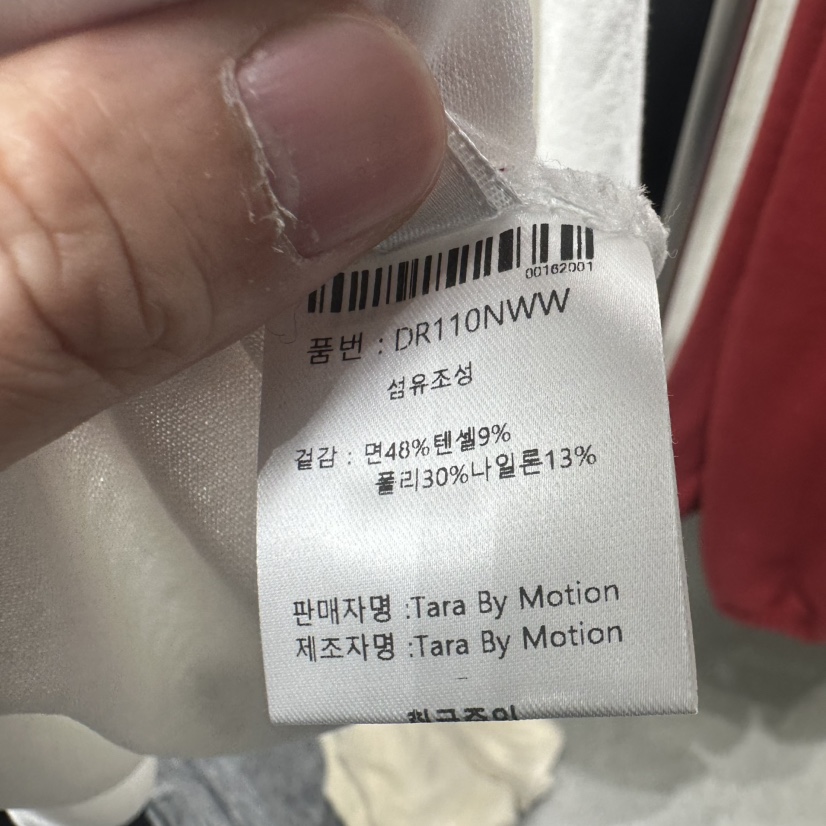 00162001
품번 : DR110NWW
섬유조성
겉감 : 면48%텐셀9%
폴리30%나일론13%
판매자명 :Tara By Motion
제조자명 :Tara By Motion